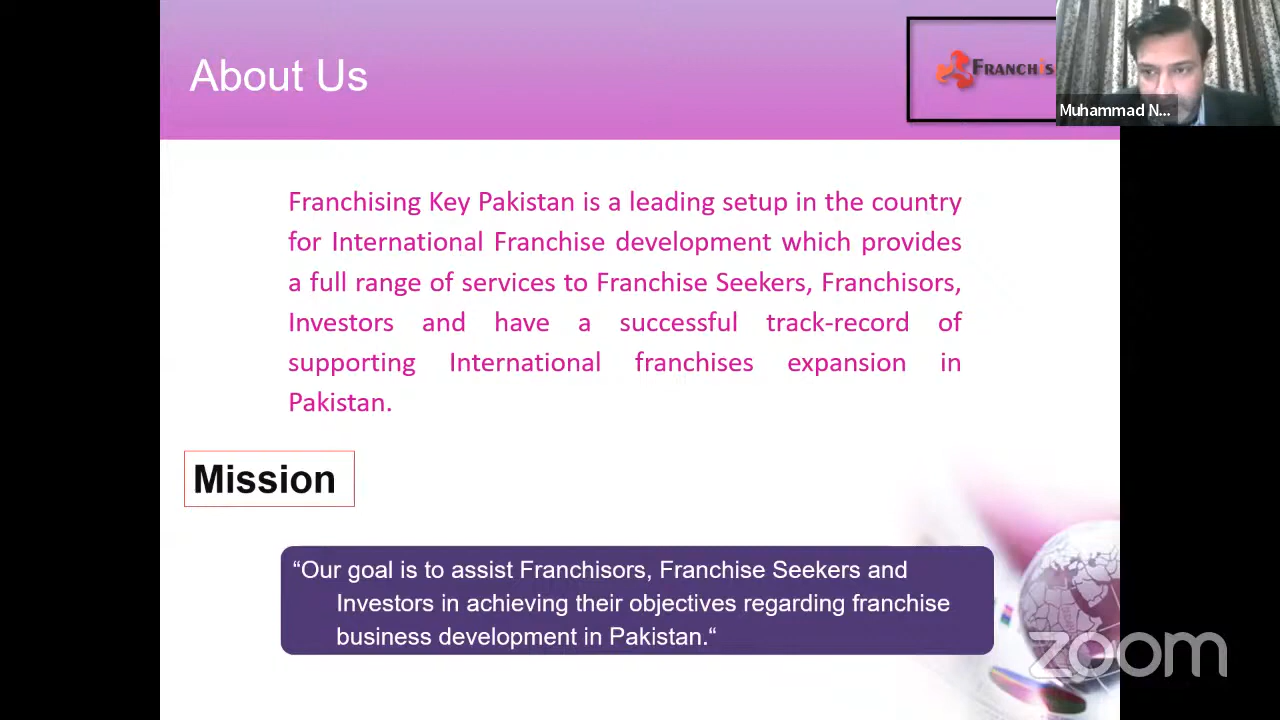 About Us
FRANCHIS
Muhammad N...
Franchising Key Pakistan is a leading setup in the country
for International Franchise development which provides
a full range of services to Franchise Seekers, Franchisors,
Investors and have a successful track-record of
supporting International franchises expansion in
Pakistan.
Mission
“Our goal is to assist Franchisors, Franchise Seekers and
Investors in achieving their objectives regarding franchise
business development in Pakistan.“
zoom